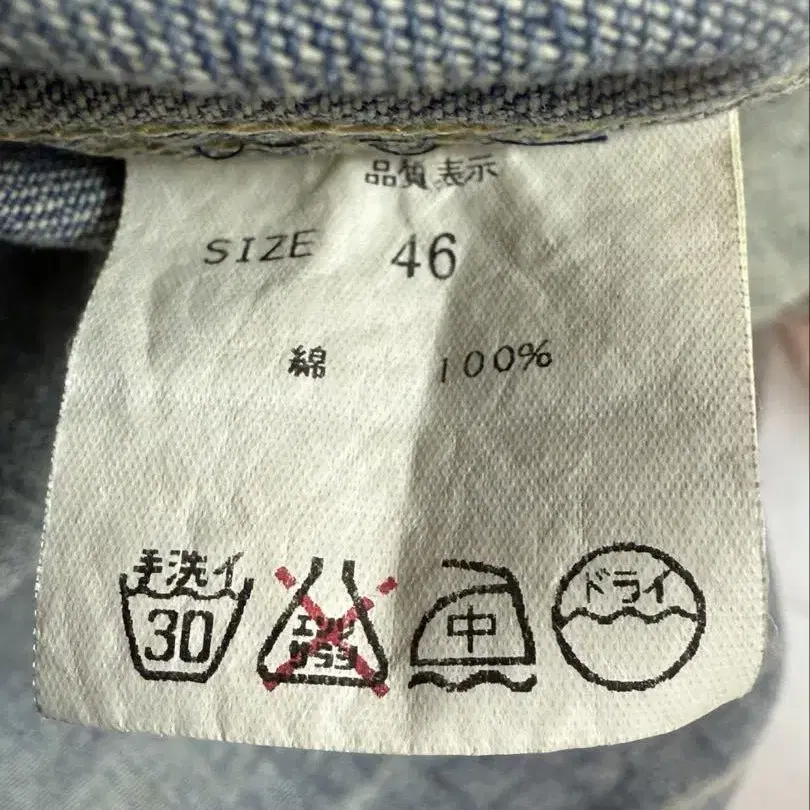 品質表示
SIZE 46
綿 100%
手洗イ
30
エンソ
サラシ
中
ドライ